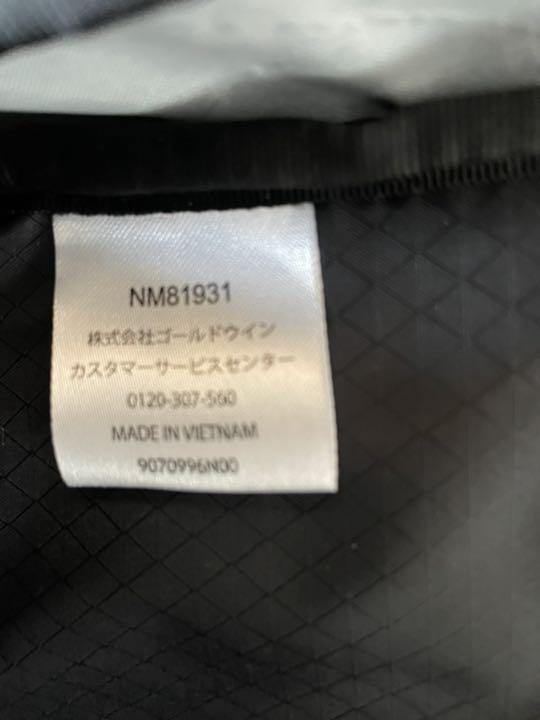 NM81931
株式会社ゴールドウイン
カスタマーサービスセンター
0120-307-560
MADE IN VIETNAM
9070996N00